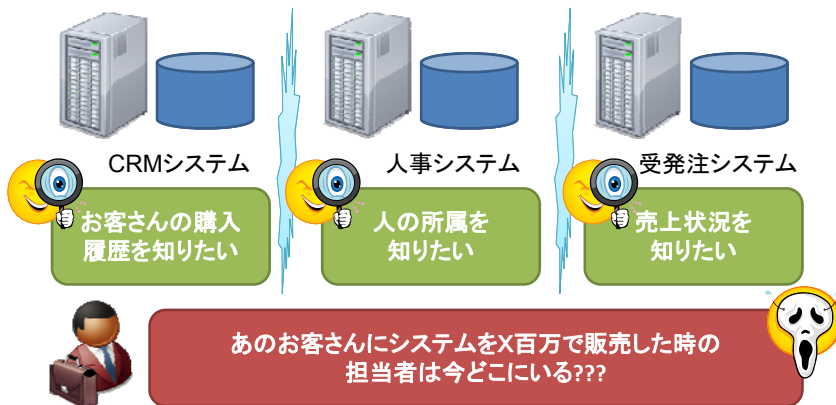 CRMシステム
人事システム
受発注システム
お客さんの購入
履歴を知りたい
人の所属を
知りたい
売上状況を
知りたい
あのお客さんにシステムをX百万で販売した時の
担当者は今どこにいる???